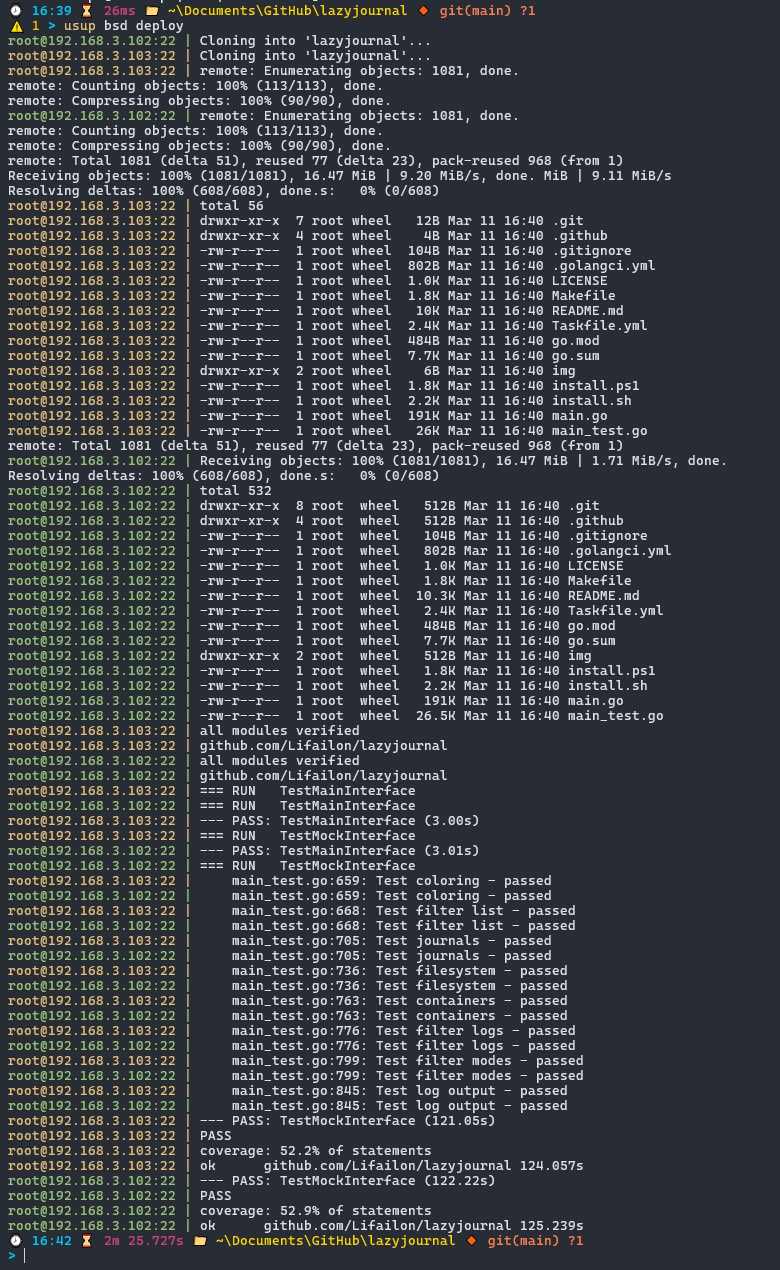 16:39 26ms ~\Documents\GitHub\lazyjournal git(main) ?1
1 > usup bsd deploy
root@192.168.3.102:22 | Cloning into 'lazyjournal'...
root@192.168.3.103:22 | Cloning into 'lazyjournal'...
root@192.168.3.103:22 | remote: Enumerating objects: 1081, done.
remote: Counting objects: 100% (113/113), done.
remote: Compressing objects: 100% (90/90), done.
root@192.168.3.102:22 | remote: Enumerating objects: 1081, done.
remote: Counting objects: 100% (113/113), done.
remote: Compressing objects: 100% (90/90), done.
remote: Total 1081 (delta 51), reused 77 (delta 23), pack-reused 968 (from 1)
Receiving objects: 100% (1081/1081), 16.47 MiB | 9.20 MiB/s, done. MiB | 9.11 MiB/s
Resolving deltas: 100% (608/608), done.s:   0% (0/608)
root@192.168.3.103:22 | total 56
root@192.168.3.103:22 | drwxr-xr-x  7 root wheel   12B Mar 11 16:40 .git
root@192.168.3.103:22 | drwxr-xr-x  4 root wheel    4B Mar 11 16:40 .github
root@192.168.3.103:22 | -rw-r--r--  1 root wheel  104B Mar 11 16:40 .gitignore
root@192.168.3.103:22 | -rw-r--r--  1 root wheel  802B Mar 11 16:40 .golangci.yml
root@192.168.3.103:22 | -rw-r--r--  1 root wheel  1.0K Mar 11 16:40 LICENSE
root@192.168.3.103:22 | -rw-r--r--  1 root wheel  1.8K Mar 11 16:40 Makefile
root@192.168.3.103:22 | -rw-r--r--  1 root wheel   10K Mar 11 16:40 README.md
root@192.168.3.103:22 | -rw-r--r--  1 root wheel  2.4K Mar 11 16:40 Taskfile.yml
root@192.168.3.103:22 | -rw-r--r--  1 root wheel  484B Mar 11 16:40 go.mod
root@192.168.3.103:22 | -rw-r--r--  1 root wheel  7.7K Mar 11 16:40 go.sum
root@192.168.3.103:22 | drwxr-xr-x  2 root wheel    6B Mar 11 16:40 img
root@192.168.3.103:22 | -rw-r--r--  1 root wheel  1.8K Mar 11 16:40 install.ps1
root@192.168.3.103:22 | -rw-r--r--  1 root wheel  2.2K Mar 11 16:40 install.sh
root@192.168.3.103:22 | -rw-r--r--  1 root wheel  191K Mar 11 16:40 main.go
root@192.168.3.103:22 | -rw-r--r--  1 root wheel   26K Mar 11 16:40 main_test.go
remote: Total 1081 (delta 51), reused 77 (delta 23), pack-reused 968 (from 1)
root@192.168.3.102:22 | Receiving objects: 100% (1081/1081), 16.47 MiB | 1.71 MiB/s, done.
Resolving deltas: 100% (608/608), done.s:   0% (0/608)
root@192.168.3.102:22 | total 532
root@192.168.3.102:22 | drwxr-xr-x  8 root  wheel   512B Mar 11 16:40 .git
root@192.168.3.102:22 | drwxr-xr-x  4 root  wheel   512B Mar 11 16:40 .github
root@192.168.3.102:22 | -rw-r--r--  1 root  wheel   104B Mar 11 16:40 .gitignore
root@192.168.3.102:22 | -rw-r--r--  1 root  wheel   802B Mar 11 16:40 .golangci.yml
root@192.168.3.102:22 | -rw-r--r--  1 root  wheel   1.0K Mar 11 16:40 LICENSE
root@192.168.3.102:22 | -rw-r--r--  1 root  wheel   1.8K Mar 11 16:40 Makefile
root@192.168.3.102:22 | -rw-r--r--  1 root  wheel  10.3K Mar 11 16:40 README.md
root@192.168.3.102:22 | -rw-r--r--  1 root  wheel   2.4K Mar 11 16:40 Taskfile.yml
root@192.168.3.102:22 | -rw-r--r--  1 root  wheel   484B Mar 11 16:40 go.mod
root@192.168.3.102:22 | -rw-r--r--  1 root  wheel   7.7K Mar 11 16:40 go.sum
root@192.168.3.102:22 | drwxr-xr-x  2 root  wheel   512B Mar 11 16:40 img
root@192.168.3.102:22 | -rw-r--r--  1 root  wheel   1.8K Mar 11 16:40 install.ps1
root@192.168.3.102:22 | -rw-r--r--  1 root  wheel   2.2K Mar 11 16:40 install.sh
root@192.168.3.102:22 | -rw-r--r--  1 root  wheel   191K Mar 11 16:40 main.go
root@192.168.3.102:22 | -rw-r--r--  1 root  wheel  26.5K Mar 11 16:40 main_test.go
root@192.168.3.103:22 | all modules verified
root@192.168.3.103:22 | github.com/Lifailon/lazyjournal
root@192.168.3.102:22 | all modules verified
root@192.168.3.102:22 | github.com/Lifailon/lazyjournal
root@192.168.3.103:22 | === RUN   TestMainInterface
root@192.168.3.102:22 | === RUN   TestMainInterface
root@192.168.3.103:22 | --- PASS: TestMainInterface (3.00s)
root@192.168.3.103:22 | === RUN   TestMockInterface
root@192.168.3.102:22 | --- PASS: TestMainInterface (3.01s)
root@192.168.3.102:22 | === RUN   TestMockInterface
root@192.168.3.103:22 |     main_test.go:659: Test coloring - passed
root@192.168.3.102:22 |     main_test.go:659: Test coloring - passed
root@192.168.3.103:22 |     main_test.go:668: Test filter list - passed
root@192.168.3.102:22 |     main_test.go:668: Test filter list - passed
root@192.168.3.103:22 |     main_test.go:705: Test journals - passed
root@192.168.3.102:22 |     main_test.go:705: Test journals - passed
root@192.168.3.103:22 |     main_test.go:736: Test filesystem - passed
root@192.168.3.102:22 |     main_test.go:736: Test filesystem - passed
root@192.168.3.103:22 |     main_test.go:763: Test containers - passed
root@192.168.3.102:22 |     main_test.go:763: Test containers - passed
root@192.168.3.103:22 |     main_test.go:776: Test filter logs - passed
root@192.168.3.102:22 |     main_test.go:776: Test filter logs - passed
root@192.168.3.103:22 |     main_test.go:799: Test filter modes - passed
root@192.168.3.102:22 |     main_test.go:799: Test filter modes - passed
root@192.168.3.103:22 |     main_test.go:845: Test log output - passed
root@192.168.3.102:22 |     main_test.go:845: Test log output - passed
root@192.168.3.103:22 | --- PASS: TestMockInterface (121.05s)
root@192.168.3.103:22 | PASS
root@192.168.3.103:22 | coverage: 52.2% of statements
root@192.168.3.103:22 | ok      github.com/Lifailon/lazyjournal 124.057s
root@192.168.3.102:22 | --- PASS: TestMockInterface (122.22s)
root@192.168.3.102:22 | PASS
root@192.168.3.102:22 | coverage: 52.9% of statements
root@192.168.3.102:22 | ok      github.com/Lifailon/lazyjournal 125.239s
16:42 2m 25.727s ~\Documents\GitHub\lazyjournal git(main) ?1
>